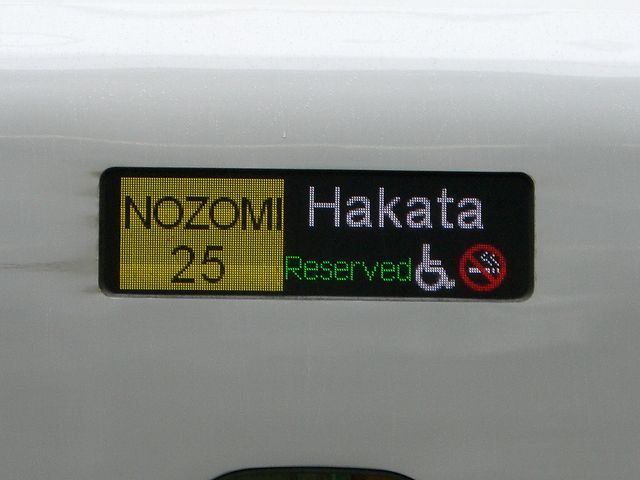 NOZOMI
25
Hakata
Reserved